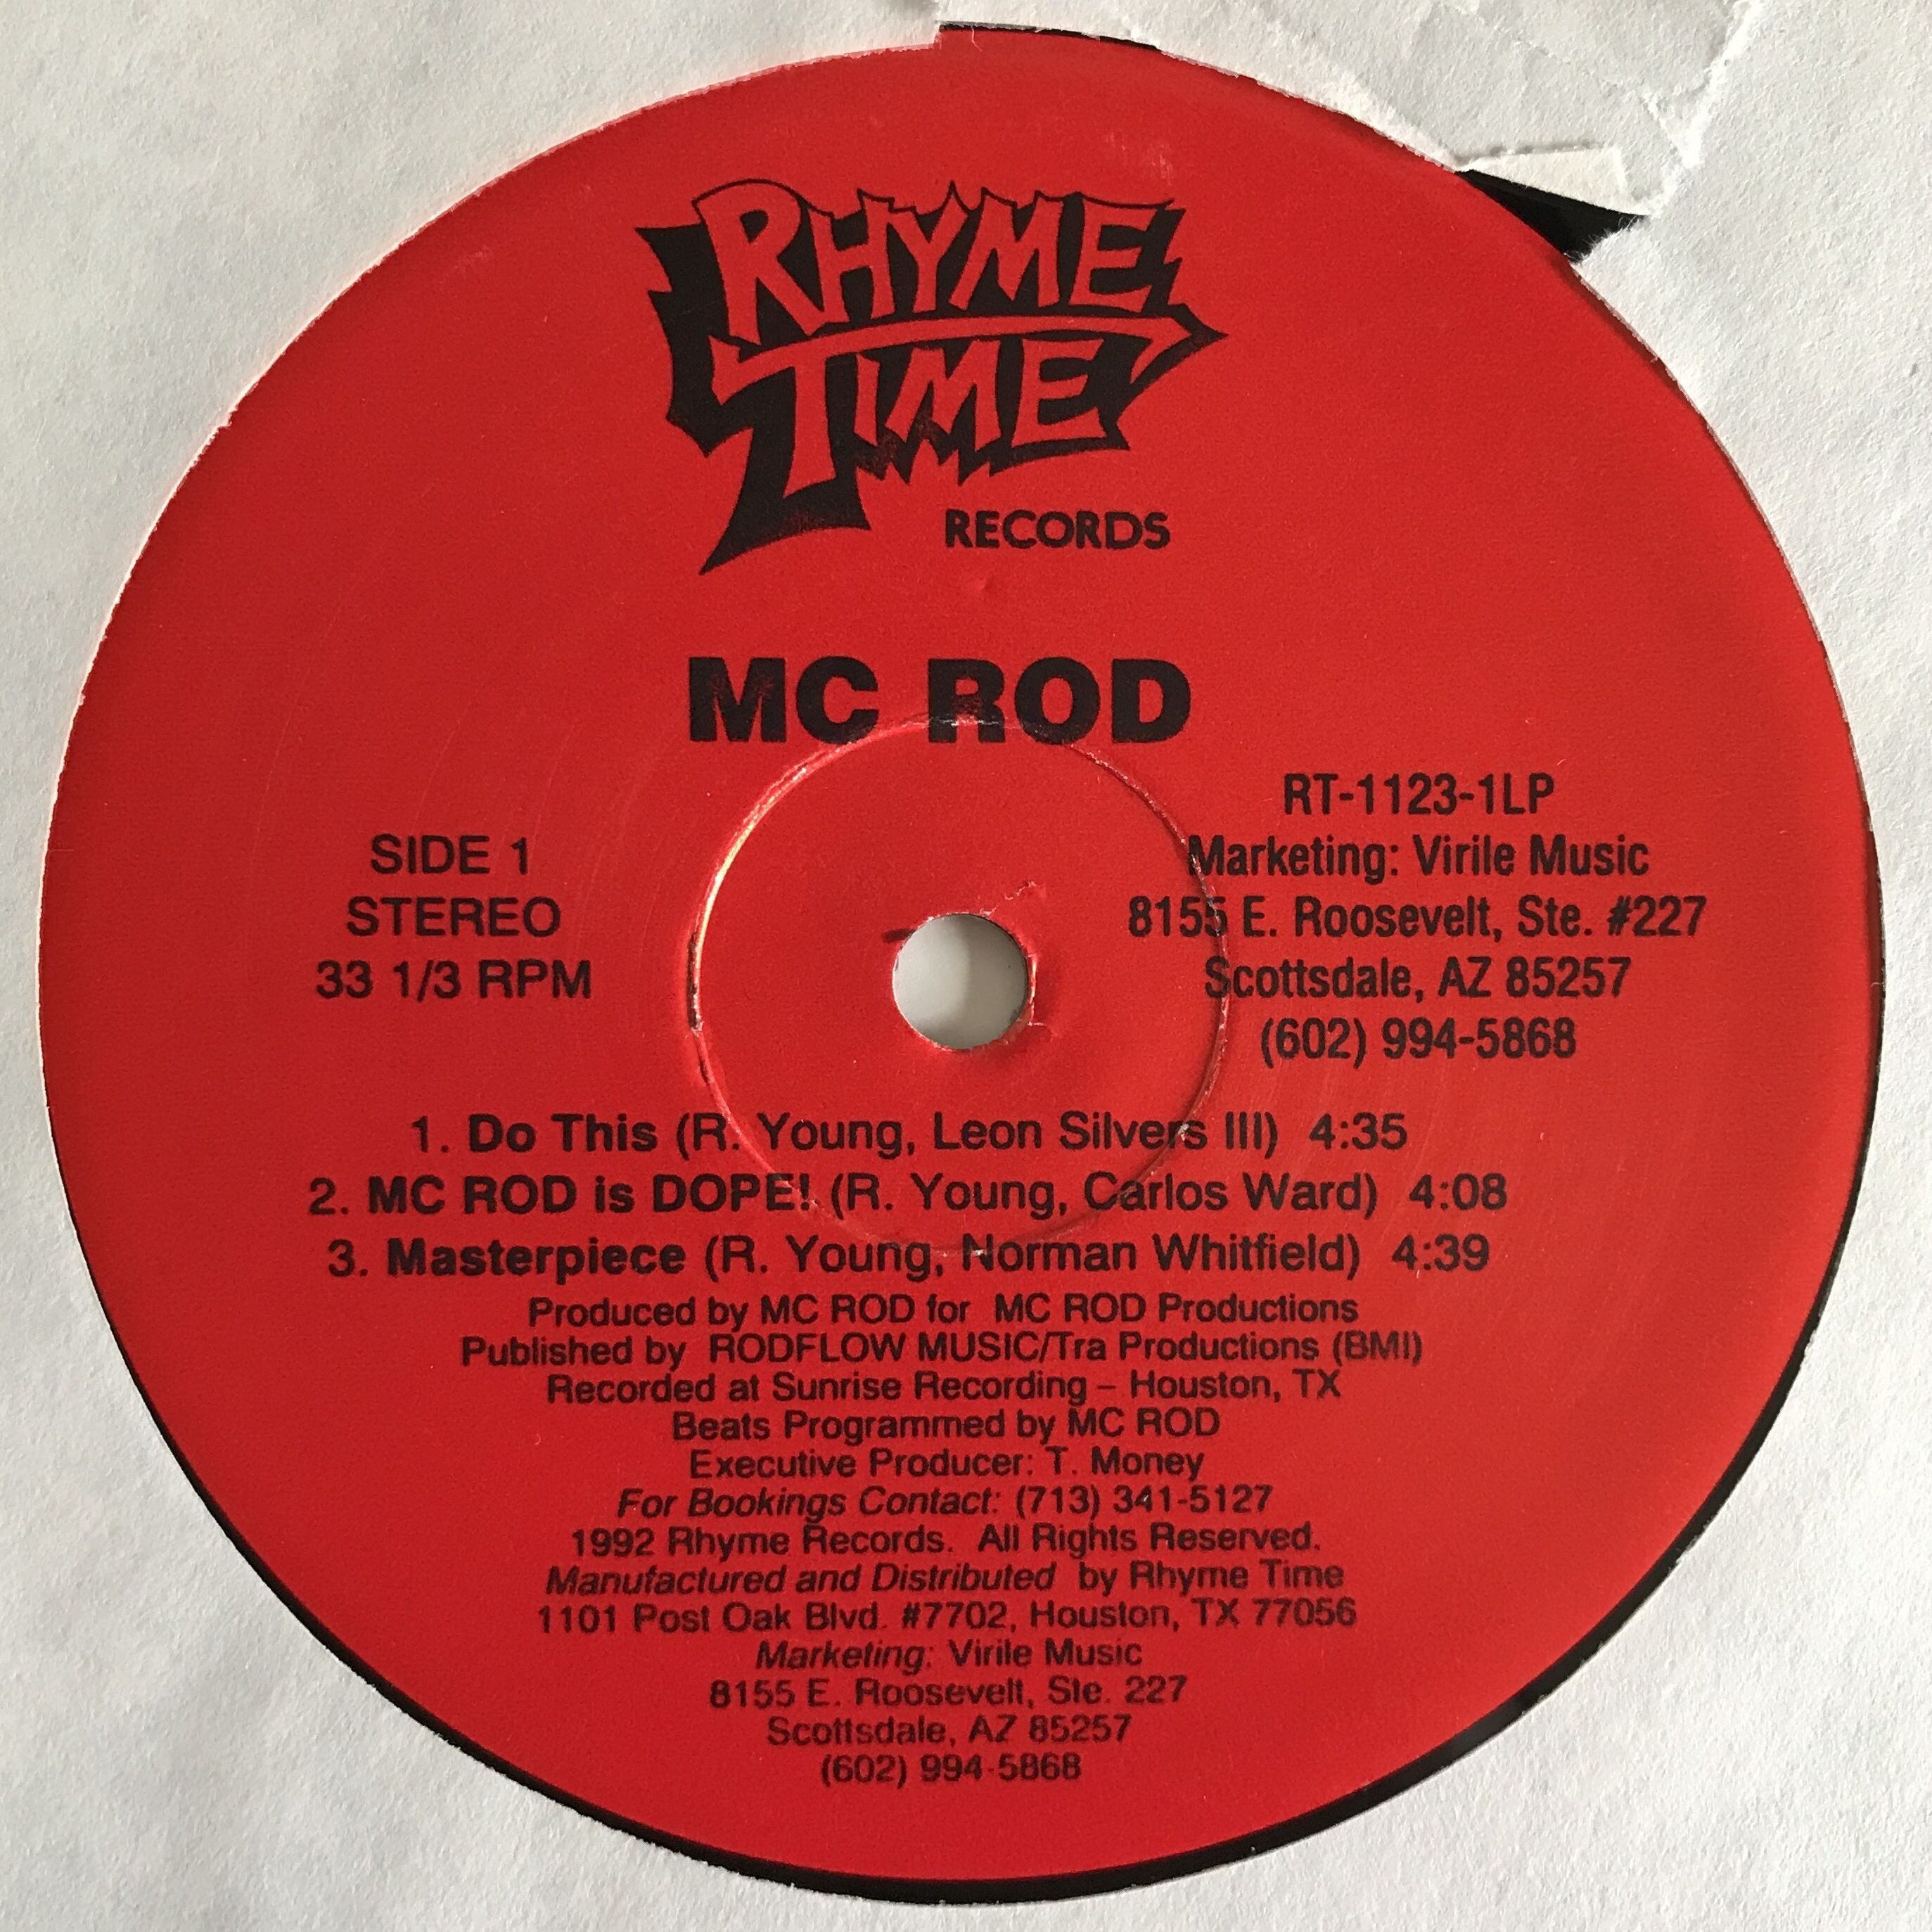 RHYME
TIME
RECORDS
MC ROD
SIDE 1
STEREO
33 1/3 RPM
RT-1123-1LP
Marketing: Virile Music
8155 E. Roosevelt, Ste. #227
Scottsdale, AZ 85257
(602) 994-5868
1. Do This (R. Young, Leon Silvers III) 4:35
2. MC ROD is DOPE! (R. Young, Carlos Ward) 4:08
3. Masterpiece (R. Young, Norman Whitfield) 4:39
Produced by MC ROD for MC ROD Productions
Published by RODFLOW MUSIC/Tra Productions (BMI)
Recorded at Sunrise Recording – Houston, TX
Beats Programmed by MC ROD
Executive Producer: T. Money
For Bookings Contact: (713) 341-5127
1992 Rhyme Records. All Rights Reserved.
Manufactured and Distributed by Rhyme Time
1101 Post Oak Blvd. #7702, Houston, TX 77056
Marketing: Virile Music
8155 E. Roosevelt, Ste. 227
Scottsdale, AZ 85257
(602) 994-5868